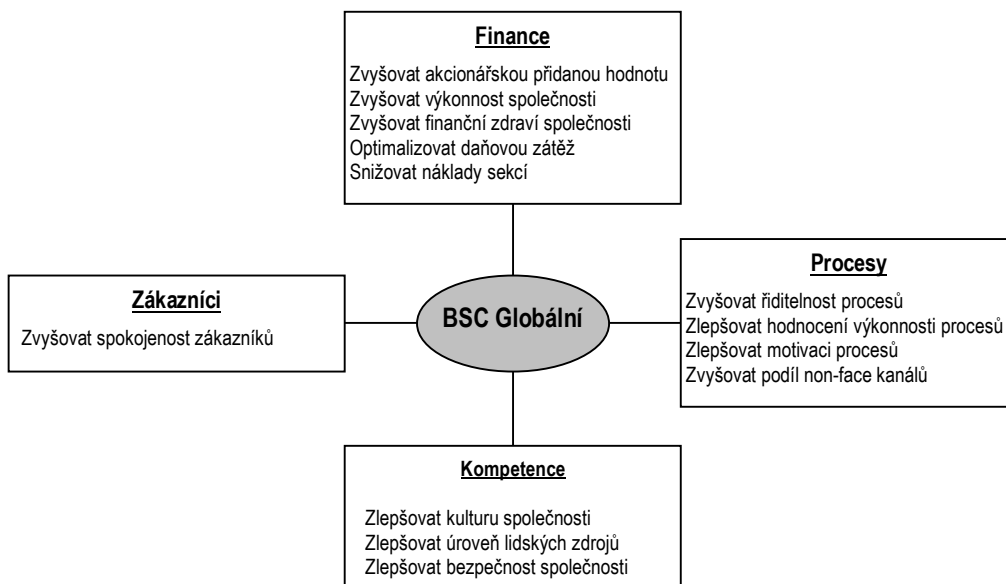 Finance
Zvyšovat akcionářskou přidanou hodnotu
Zvyšovat výkonnost společnosti
Zvyšovat finanční zdraví společnosti
Optimalizovat daňovou zátěž
Snižovat náklady sekcí
Zákazníci
Zvyšovat spokojenost zákazníků
BSC Globální
Procesy
Zvyšovat řiditelnost procesů
Zlepšovat hodnocení výkonnosti procesů
Zlepšovat motivaci procesů
Zvyšovat podíl non-face kanálů
Kompetence
Zlepšovat kulturu společnosti
Zlepšovat úroveň lidských zdrojů
Zlepšovat bezpečnost společnosti